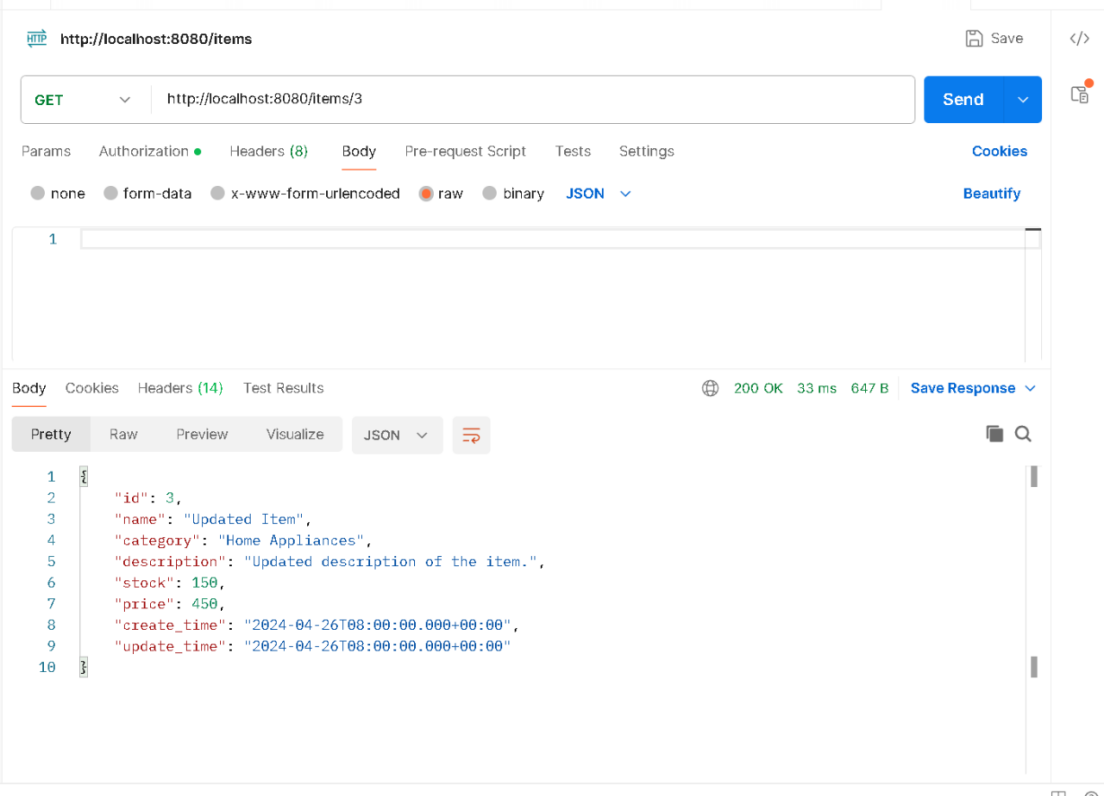 HTTP http://localhost:8080/items Save </>
GET http://localhost:8080/items/3 Send
Params Authorization Headers (8) Body Pre-request Script Tests Settings Cookies
none form-data x-www-form-urlencoded raw binary JSON Beautify
1
Body Cookies Headers (14) Test Results 200 OK 33 ms 647 B Save Response
Pretty Raw Preview Visualize JSON
1 {
2 "id": 3,
3 "name": "Updated Item",
4 "category": "Home Appliances",
5 "description": "Updated description of the item.",
6 "stock": 150,
7 "price": 450,
8 "create_time": "2024-04-26T08:00:00.000+00:00",
9 "update_time": "2024-04-26T08:00:00.000+00:00"
10 }